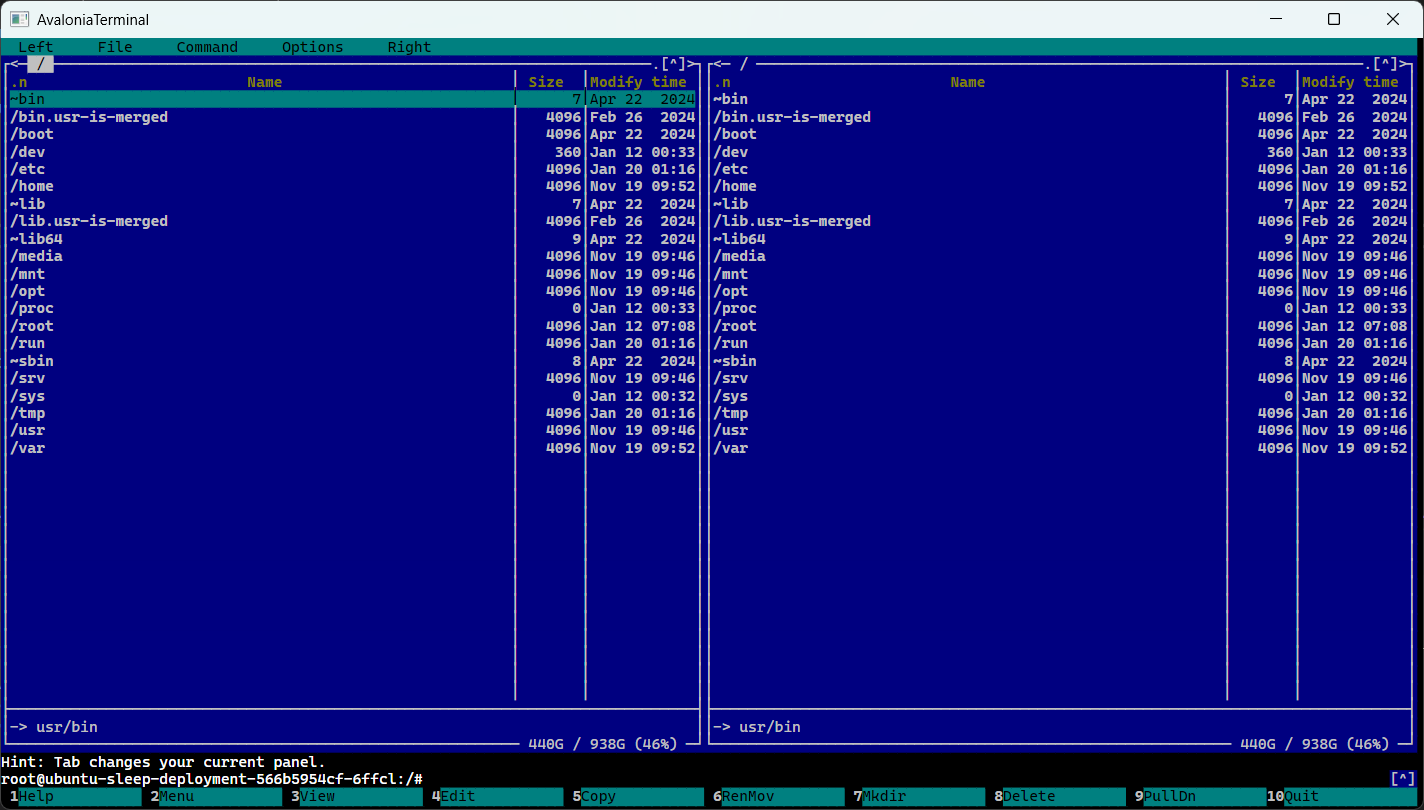 AvaloniaTerminal
Left File Command Options Right
<─ / .[^]> <─ / .[^]>
.n Name Size Modify time .n Name Size Modify time
~bin 7 Apr 22 2024 ~bin 7 Apr 22 2024
/bin.usr-is-merged 4096 Feb 26 2024 /bin.usr-is-merged 4096 Feb 26 2024
/boot 4096 Apr 22 2024 /boot 4096 Apr 22 2024
/dev 360 Jan 12 00:33 /dev 360 Jan 12 00:33
/etc 4096 Jan 20 01:16 /etc 4096 Jan 20 01:16
/home 4096 Nov 19 09:52 /home 4096 Nov 19 09:52
~lib 7 Apr 22 2024 ~lib 7 Apr 22 2024
/lib.usr-is-merged 4096 Feb 26 2024 /lib.usr-is-merged 4096 Feb 26 2024
~lib64 9 Apr 22 2024 ~lib64 9 Apr 22 2024
/media 4096 Nov 19 09:46 /media 4096 Nov 19 09:46
/mnt 4096 Nov 19 09:46 /mnt 4096 Nov 19 09:46
/opt 4096 Nov 19 09:46 /opt 4096 Nov 19 09:46
/proc 0 Jan 12 00:33 /proc 0 Jan 12 00:33
/root 4096 Jan 12 07:08 /root 4096 Jan 12 07:08
/run 4096 Jan 20 01:16 /run 4096 Jan 20 01:16
~sbin 8 Apr 22 2024 ~sbin 8 Apr 22 2024
/srv 4096 Nov 19 09:46 /srv 4096 Nov 19 09:46
/sys 0 Jan 12 00:32 /sys 0 Jan 12 00:32
/tmp 4096 Jan 20 01:16 /tmp 4096 Jan 20 01:16
/usr 4096 Nov 19 09:46 /usr 4096 Nov 19 09:46
/var 4096 Nov 19 09:52 /var 4096 Nov 19 09:52
-> usr/bin -> usr/bin
440G / 938G (46%) 440G / 938G (46%)
Hint: Tab changes your current panel.
root@ubuntu-sleep-deployment-566b5954cf-6ffcl:/# [^]
1Help 2Menu 3View 4Edit 5Copy 6RenMov 7Mkdir 8Delete 9PullDn 10Quit